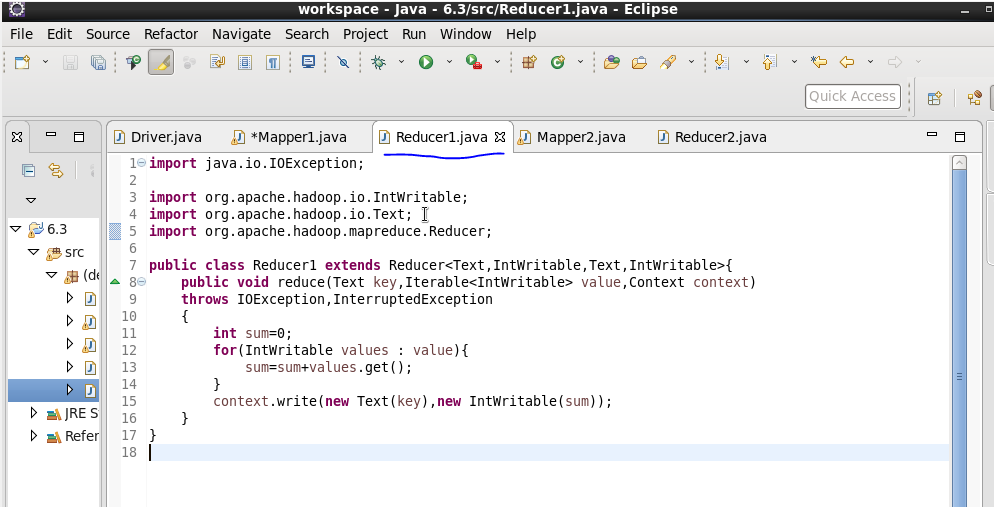 workspace - Java - 6.3/src/Reducer1.java - Eclipse
File Edit Source Refactor Navigate Search Project Run Window Help
Quick Access
Driver.java *Mapper1.java Reducer1.java Mapper2.java Reducer2.java
6.3
src
(de
JRE S
Refer
1 import java.io.IOException;
2
3 import org.apache.hadoop.io.IntWritable;
4 import org.apache.hadoop.io.Text;
5 import org.apache.hadoop.mapreduce.Reducer;
6
7 public class Reducer1 extends Reducer<Text,IntWritable,Text,IntWritable>{
8 public void reduce(Text key,Iterable<IntWritable> value,Context context)
9 throws IOException,InterruptedException
10 {
11 int sum=0;
12 for(IntWritable values : value){
13 sum=sum+values.get();
14 }
15 context.write(new Text(key),new IntWritable(sum));
16 }
17 }
18